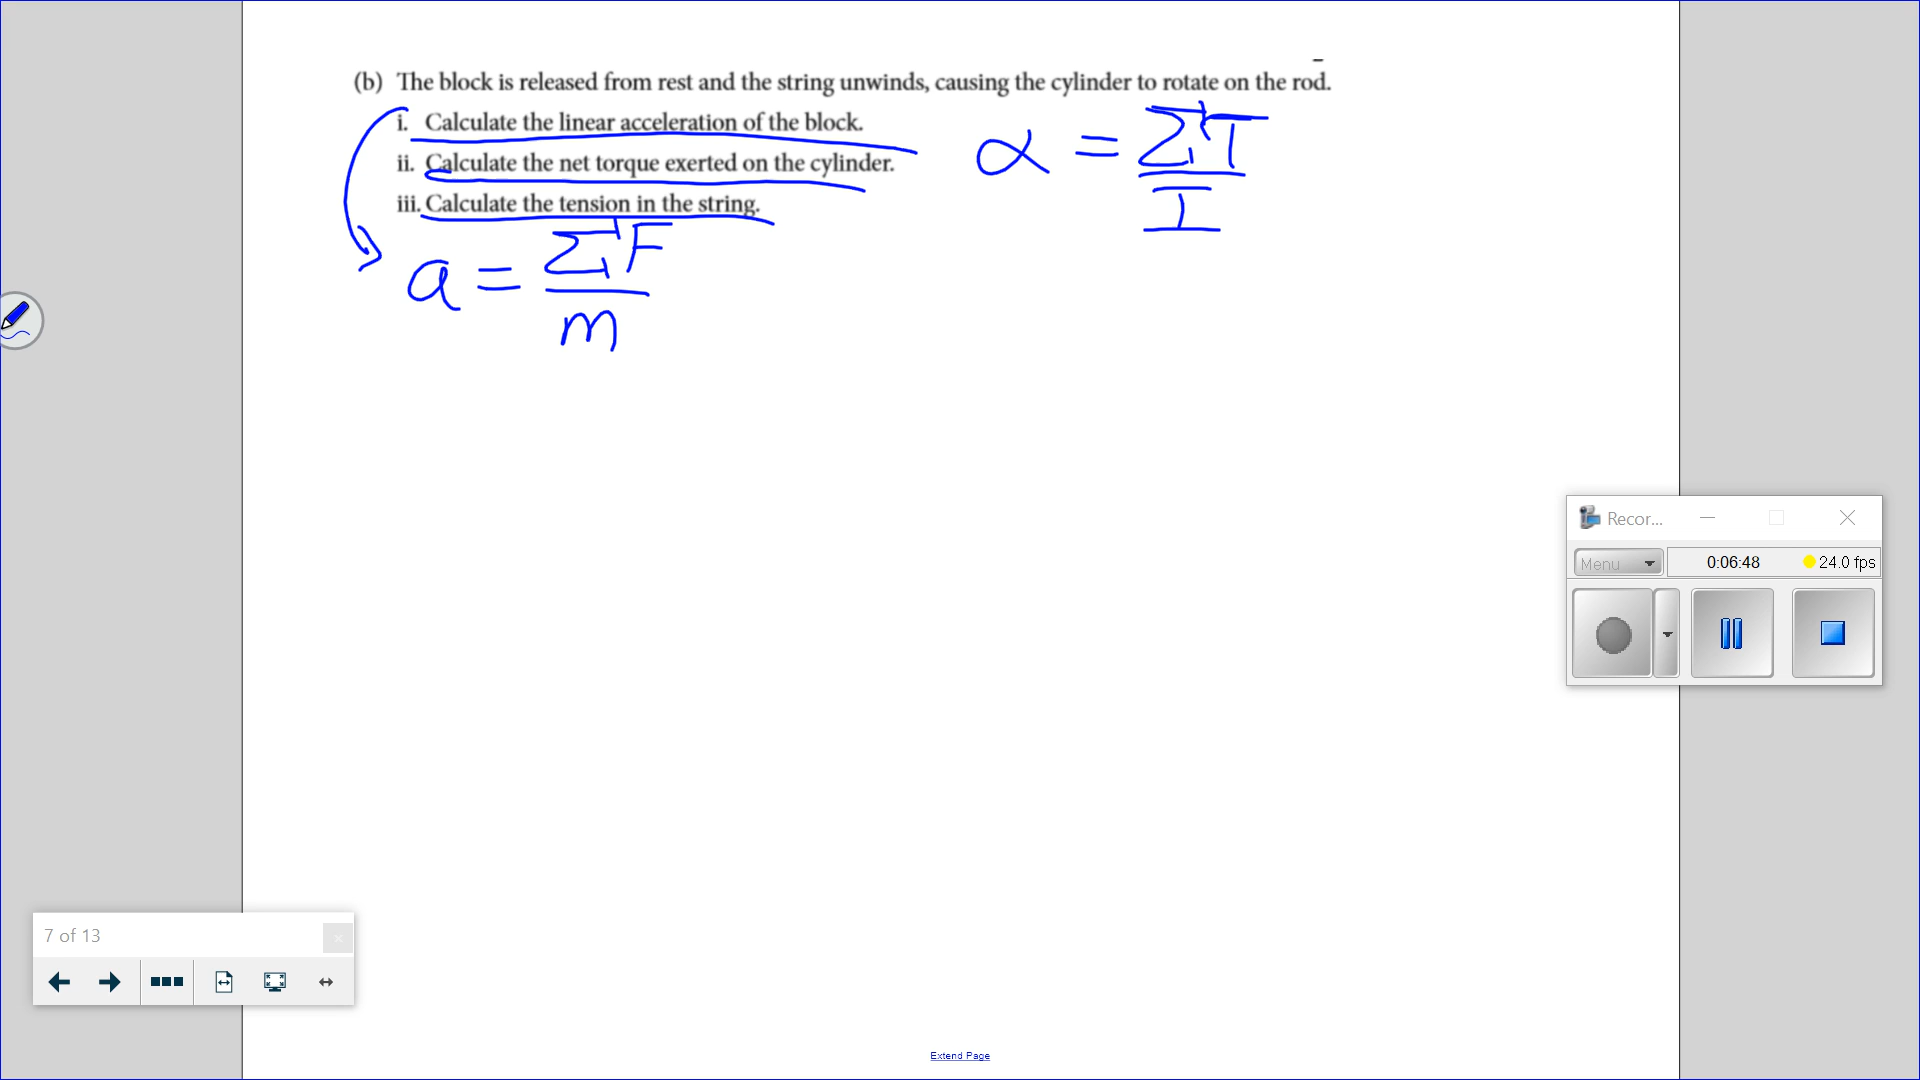 (b) The block is released from rest and the string unwinds, causing the cylinder to rotate on the rod.
i. Calculate the linear acceleration of the block.
ii. Calculate the net torque exerted on the cylinder.
iii. Calculate the tension in the string.
α = ΣT / I
a = ΣF / m
Recor...
Menu
0:06:48
24.0 fps
7 of 13
Extend Page